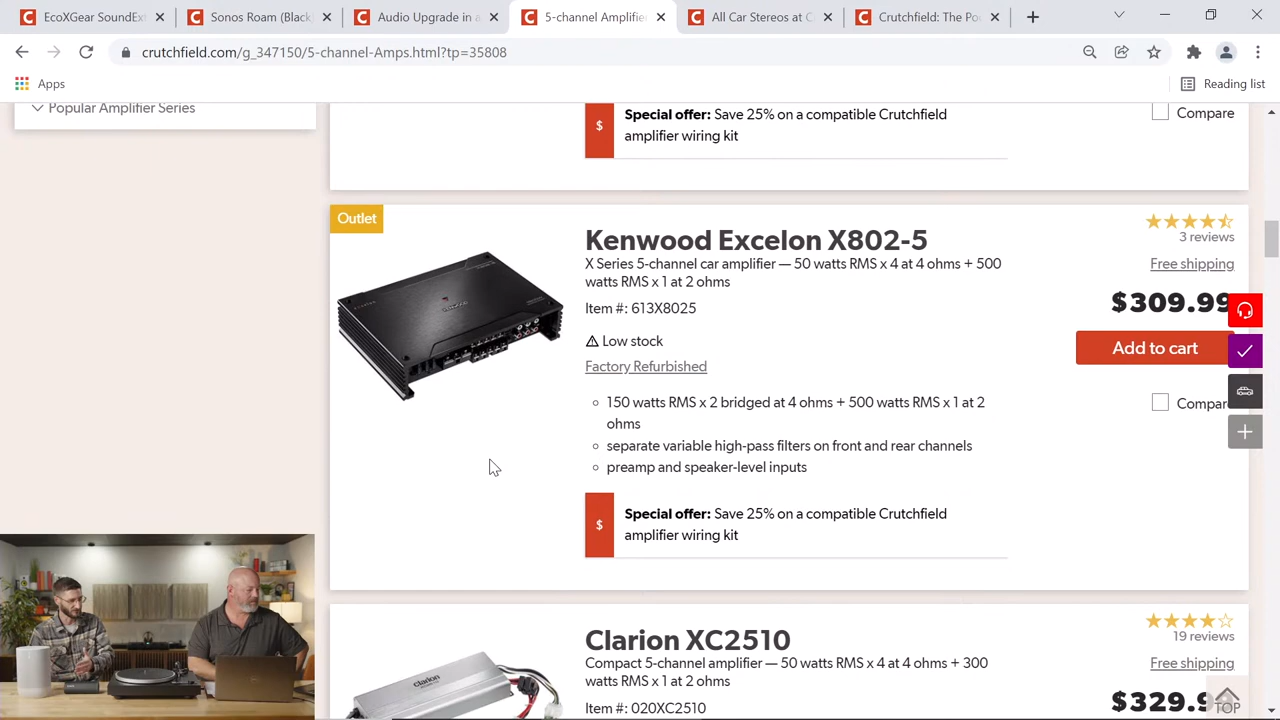 EcoXGear SoundEx
Sonos Roam (Black)
Audio Upgrade in a
5-channel Amplifie
All Car Stereos at C
Crutchfield: The Po
crutchfield.com/g_347150/5-channel-Amps.html?tp=35808
Apps
Reading list
Popular Amplifier Series
$
Special offer: Save 25% on a compatible Crutchfield
amplifier wiring kit
Compare
Outlet
Kenwood Excelon X802-5
X Series 5-channel car amplifier — 50 watts RMS x 4 at 4 ohms + 500
watts RMS x 1 at 2 ohms
Item #: 613X8025
Low stock
Factory Refurbished
150 watts RMS x 2 bridged at 4 ohms + 500 watts RMS x 1 at 2
ohms
separate variable high-pass filters on front and rear channels
preamp and speaker-level inputs
$
Special offer: Save 25% on a compatible Crutchfield
amplifier wiring kit
3 reviews
Free shipping
$309.99
Add to cart
Compar
Clarion XC2510
Compact 5-channel amplifier — 50 watts RMS x 4 at 4 ohms + 300
watts RMS x 1 at 2 ohms
Item #: 020XC2510
clarion
19 reviews
Free shipping
$329.9
TOP